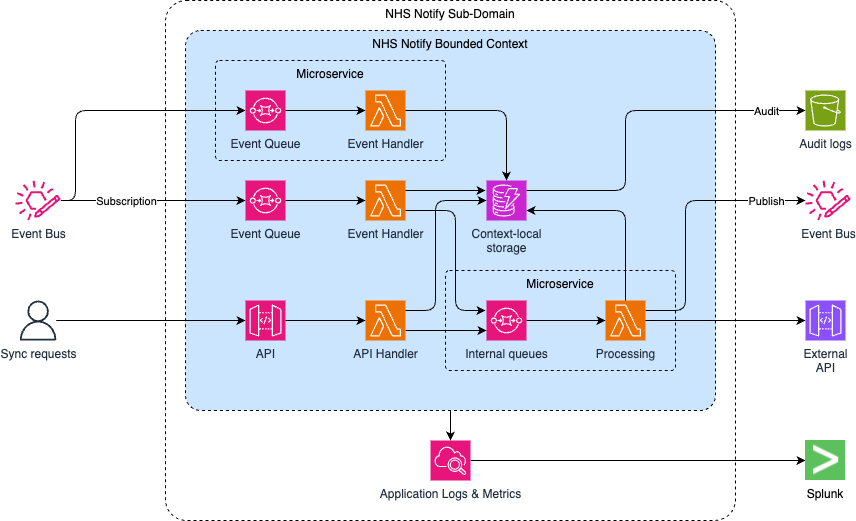 NHS Notify Sub-Domain
NHS Notify Bounded Context
Microservice
Event Queue
Event Handler
Audit
Audit logs
Event Bus
Subscription
Event Queue
Event Handler
Context-local
storage
Publish
Event Bus
Microservice
Sync requests
API
API Handler
Internal queues
Processing
External
API
Application Logs & Metrics
Splunk